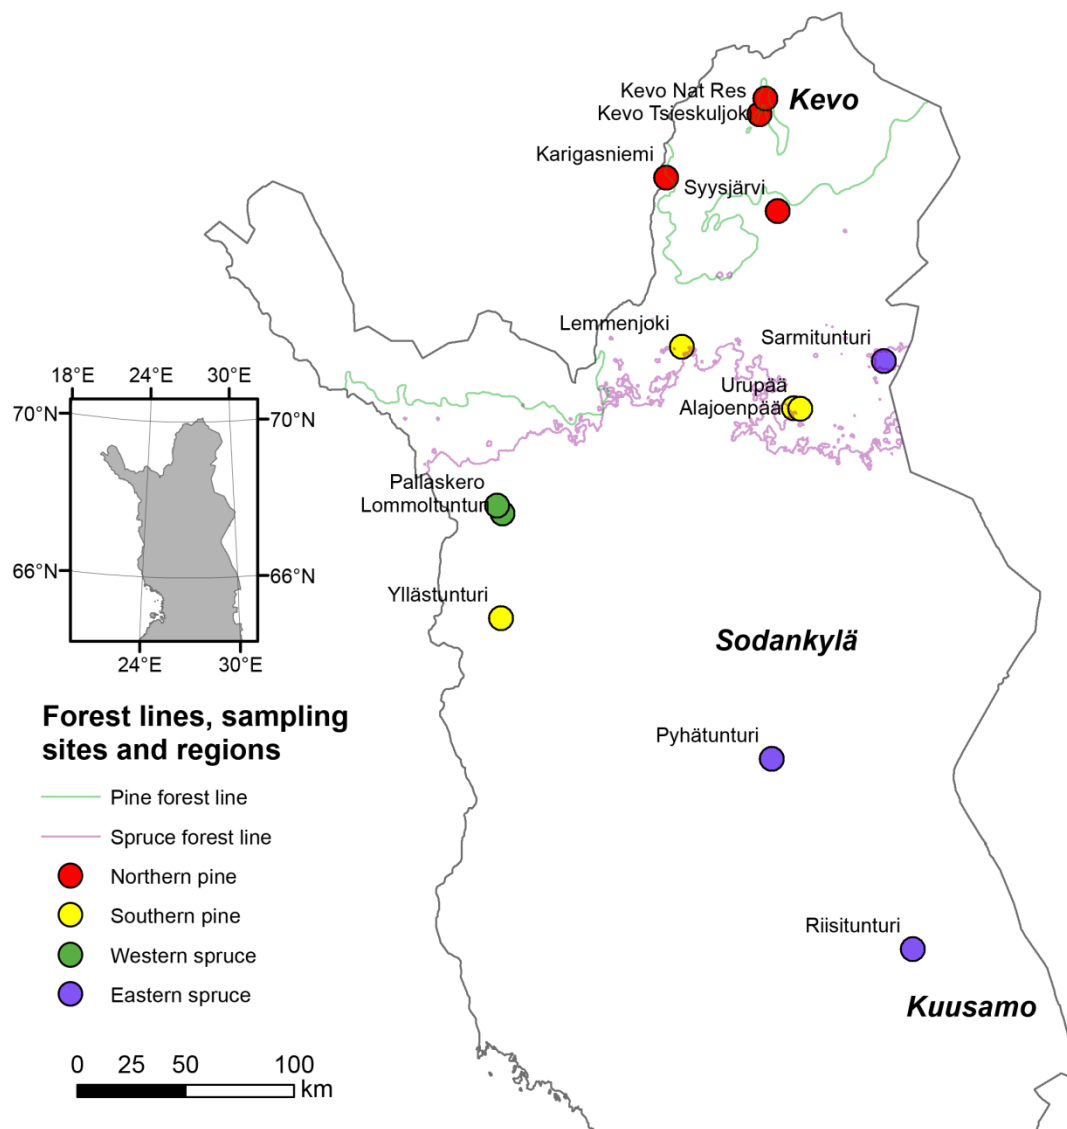 Kevo Nat Res
Kevo
Kevo Tsieskuljoki
Karigasniemi
Syysjärvi
Lemmenjoki
Sarmitunturi
Urupää
Alajoenpää
18°E 24°E 30°E
70°N
70°N
66°N
66°N
24°E 30°E
Pallaskero
Lommoltunturi
Yllästunturi
Sodankylä
Pyhätunturi
Riisitunturi
Kuusamo
Forest lines, sampling
sites and regions
Pine forest line
Spruce forest line
Northern pine
Southern pine
Western spruce
Eastern spruce
0 25 50 100
km